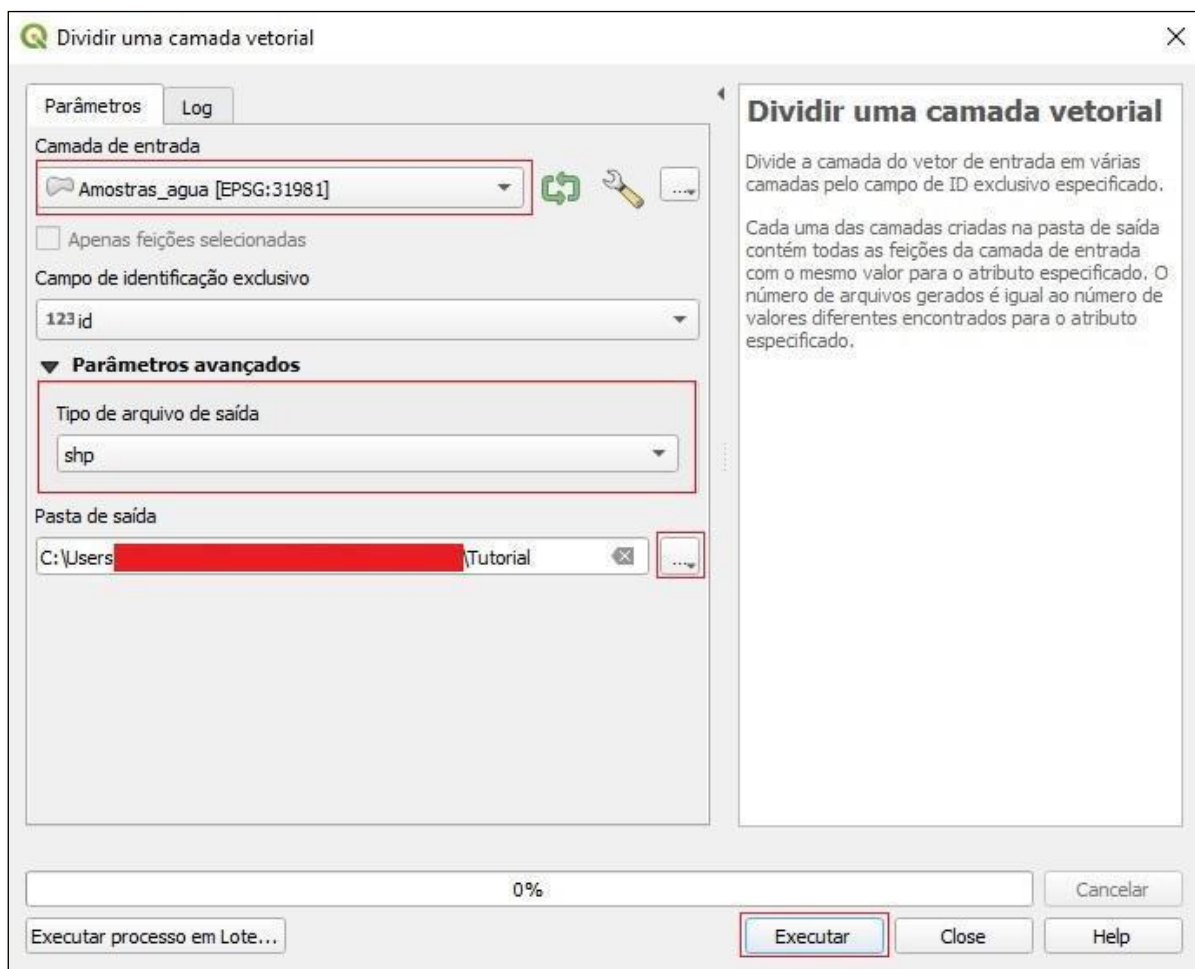 Dividir uma camada vetorial
Parâmetros
Log
Camada de entrada
Amostras_agua [EPSG:31981]
...
Apenas feições selecionadas
Campo de identificação exclusivo
123 id
Parâmetros avançados
Tipo de arquivo de saída
shp
Pasta de saída
C:\Users
\Tutorial
...
Dividir uma camada vetorial
Divide a camada do vetor de entrada em várias
camadas pelo campo de ID exclusivo especificado.
Cada uma das camadas criadas na pasta de saída
contém todas as feições da camada de entrada
com o mesmo valor para o atributo especificado. O
número de arquivos gerados é igual ao número de
valores diferentes encontrados para o atributo
especificado.
0%
Cancelar
Executar processo em Lote...
Executar
Close
Help